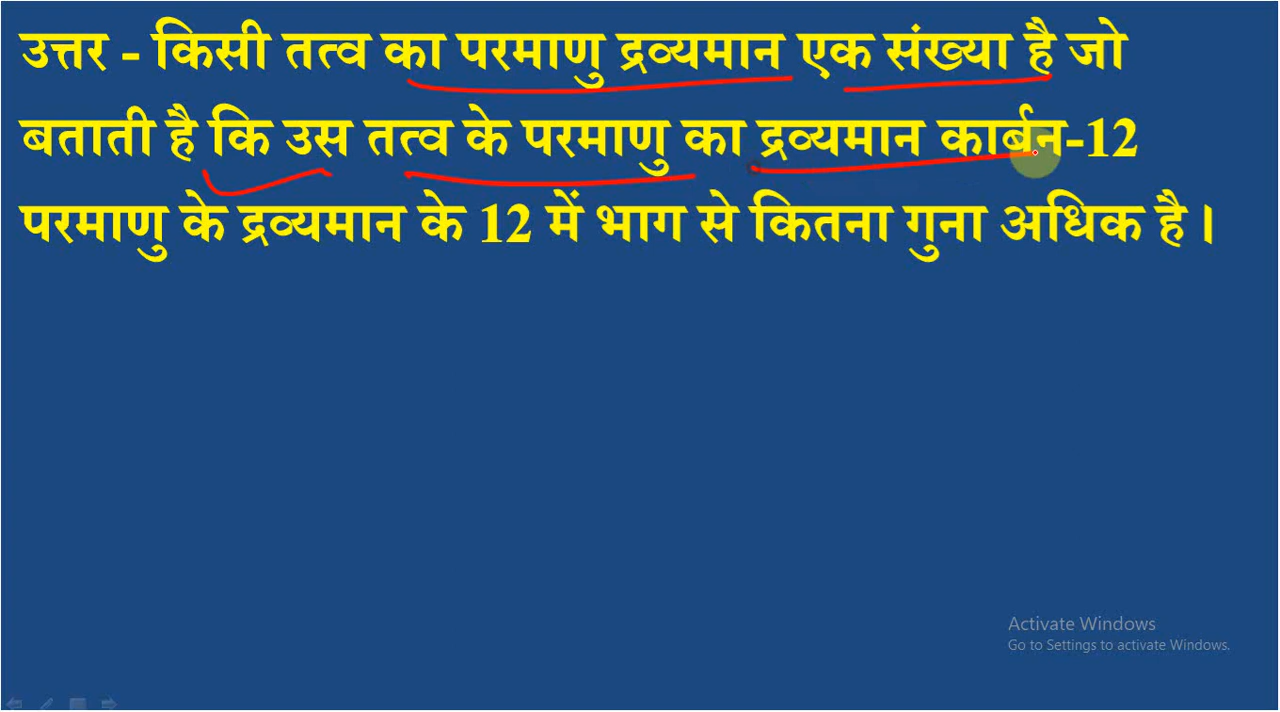 उत्तर - किसी तत्व का परमाणु द्रव्यमान एक संख्या है जो
बताती है कि उस तत्व के परमाणु का द्रव्यमान कार्बन-12
परमाणु के द्रव्यमान के 12 में भाग से कितना गुना अधिक है ।
Activate Windows
Go to Settings to activate Windows.